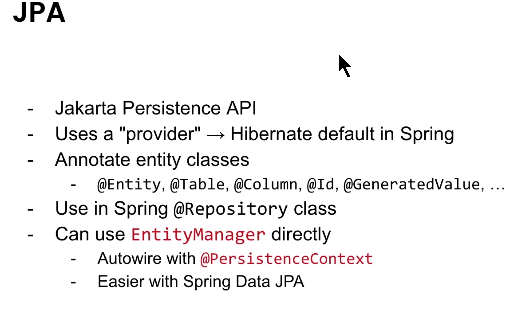 JPA
- Jakarta Persistence API
- Uses a "provider" → Hibernate default in Spring
- Annotate entity classes
- @Entity, @Table, @Column, @Id, @GeneratedValue, …
- Use in Spring @Repository class
- Can use EntityManager directly
- Autowire with @PersistenceContext
- Easier with Spring Data JPA